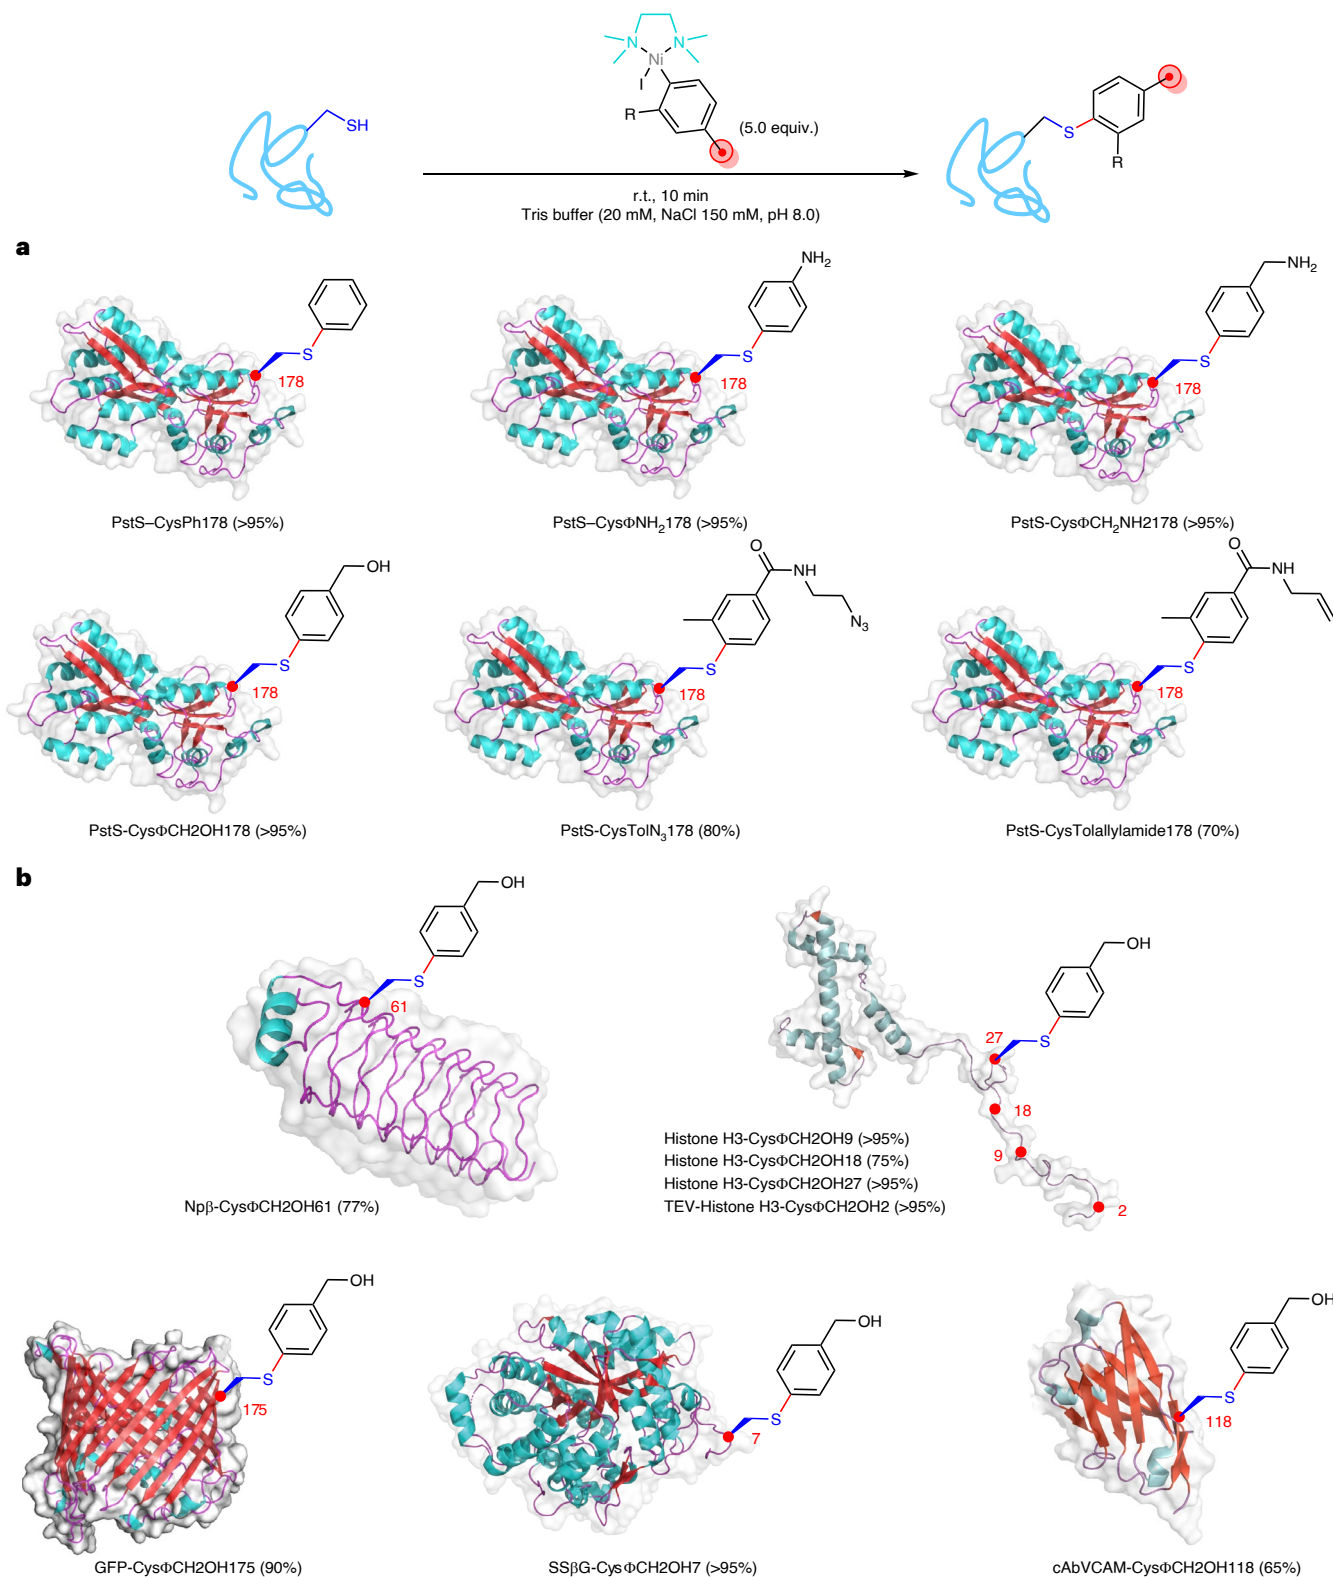 N N
Ni
I
R
(5.0 equiv.)
SH
r.t., 10 min
Tris buffer (20 mM, NaCl 150 mM, pH 8.0)
S
R
a
S
178
PstS–CysPh178 (>95%)
NH2
S
178
PstS–CysΦNH2178 (>95%)
NH2
S
178
PstS-CysΦCH2NH2178 (>95%)
OH
S
178
PstS-CysΦCH2OH178 (>95%)
O
NH
N3
S
178
PstS-CysTolN3178 (80%)
O
NH
S
178
PstS-CysTolallylamide178 (70%)
b
OH
S
61
Npβ-CysΦCH2OH61 (77%)
OH
S
27
18
9
2
Histone H3-CysΦCH2OH9 (>95%)
Histone H3-CysΦCH2OH18 (75%)
Histone H3-CysΦCH2OH27 (>95%)
TEV-Histone H3-CysΦCH2OH2 (>95%)
OH
S
175
GFP-CysΦCH2OH175 (90%)
OH
S
7
SSβG-CysΦCH2OH7 (>95%)
OH
S
118
cAbVCAM-CysΦCH2OH118 (65%)